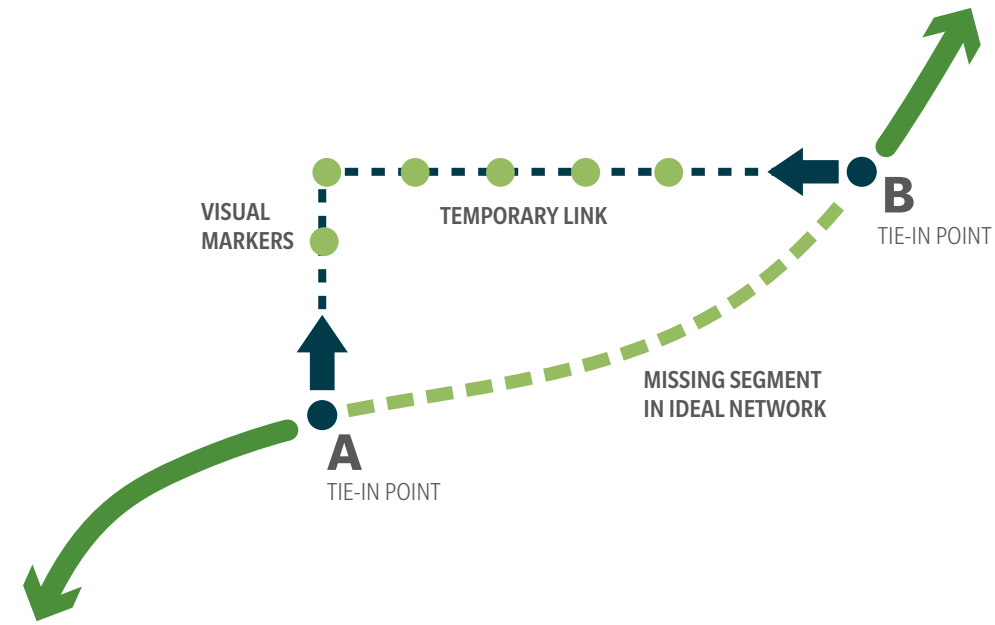 VISUAL
MARKERS
TEMPORARY LINK
B
TIE-IN POINT
MISSING SEGMENT
IN IDEAL NETWORK
A
TIE-IN POINT